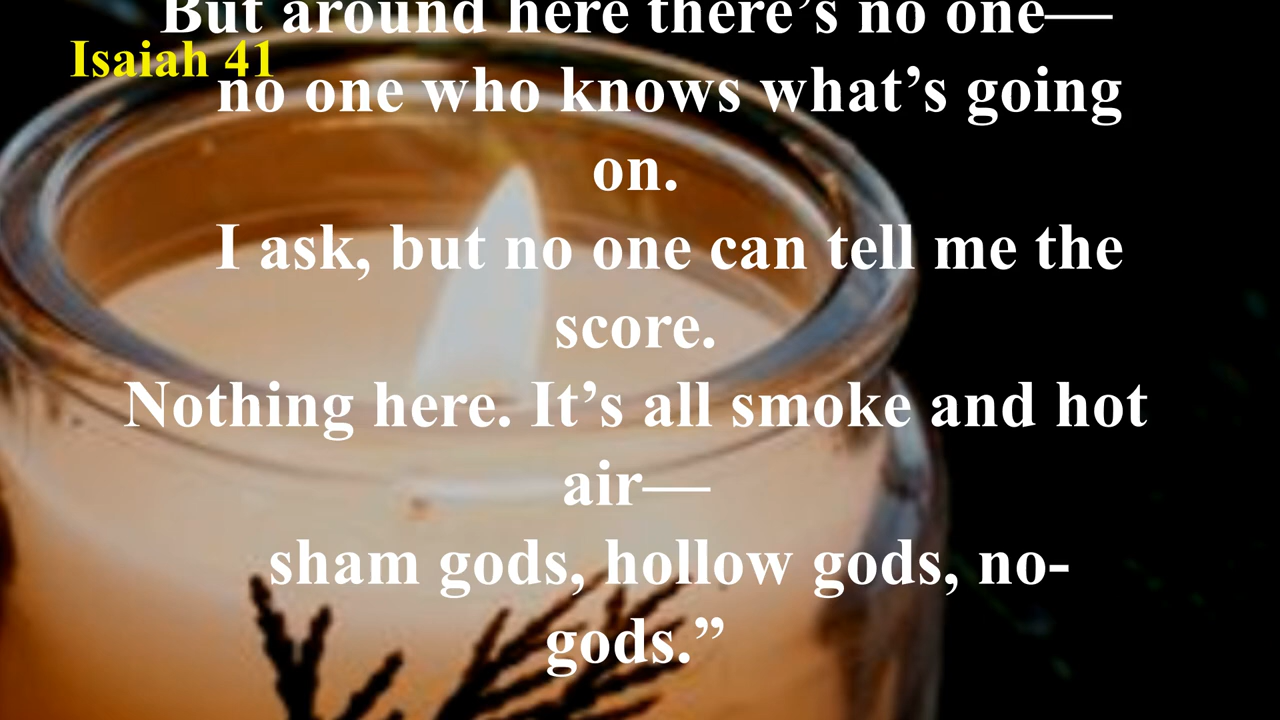 But around here there’s no one—
Isaiah 41
no one who knows what’s going
on.
I ask, but no one can tell me the
score.
Nothing here. It’s all smoke and hot
air—
sham gods, hollow gods, no-
gods.”